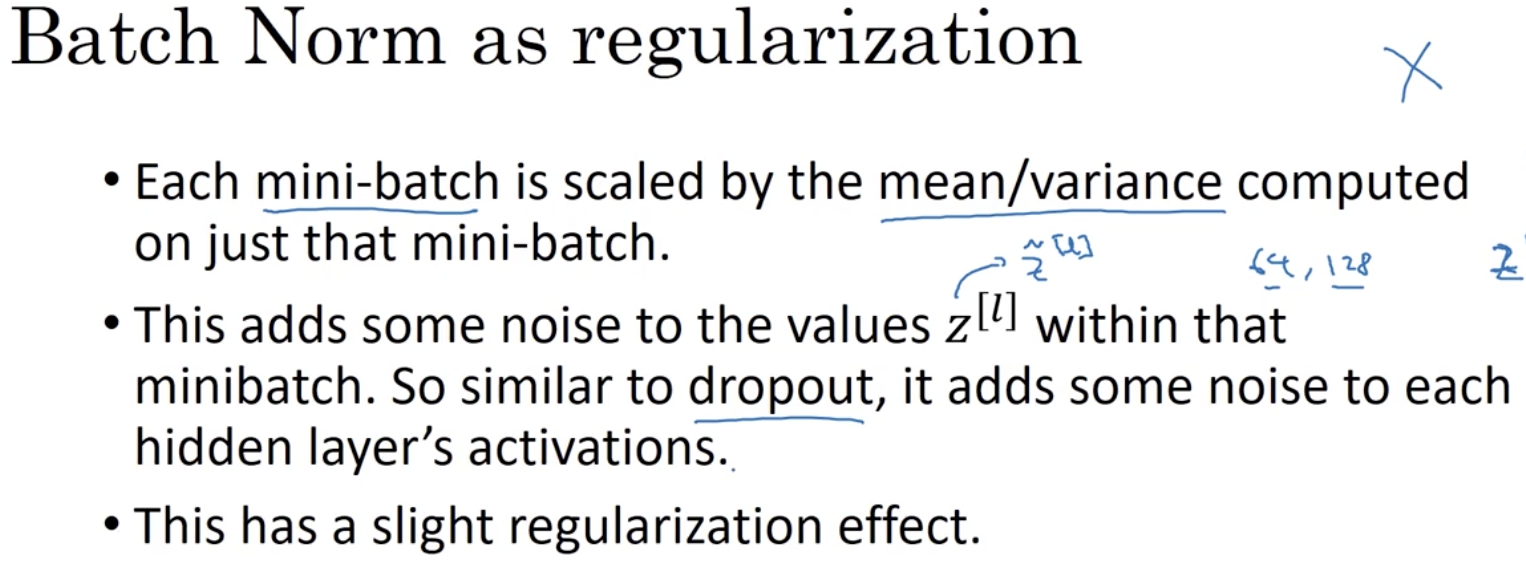 Batch Norm as regularization
X
• Each mini-batch is scaled by the mean/variance computed
on just that mini-batch.
z̃[l]
64, 128
z
• This adds some noise to the values z[l] within that
minibatch. So similar to dropout, it adds some noise to each
hidden layer’s activations.
• This has a slight regularization effect.